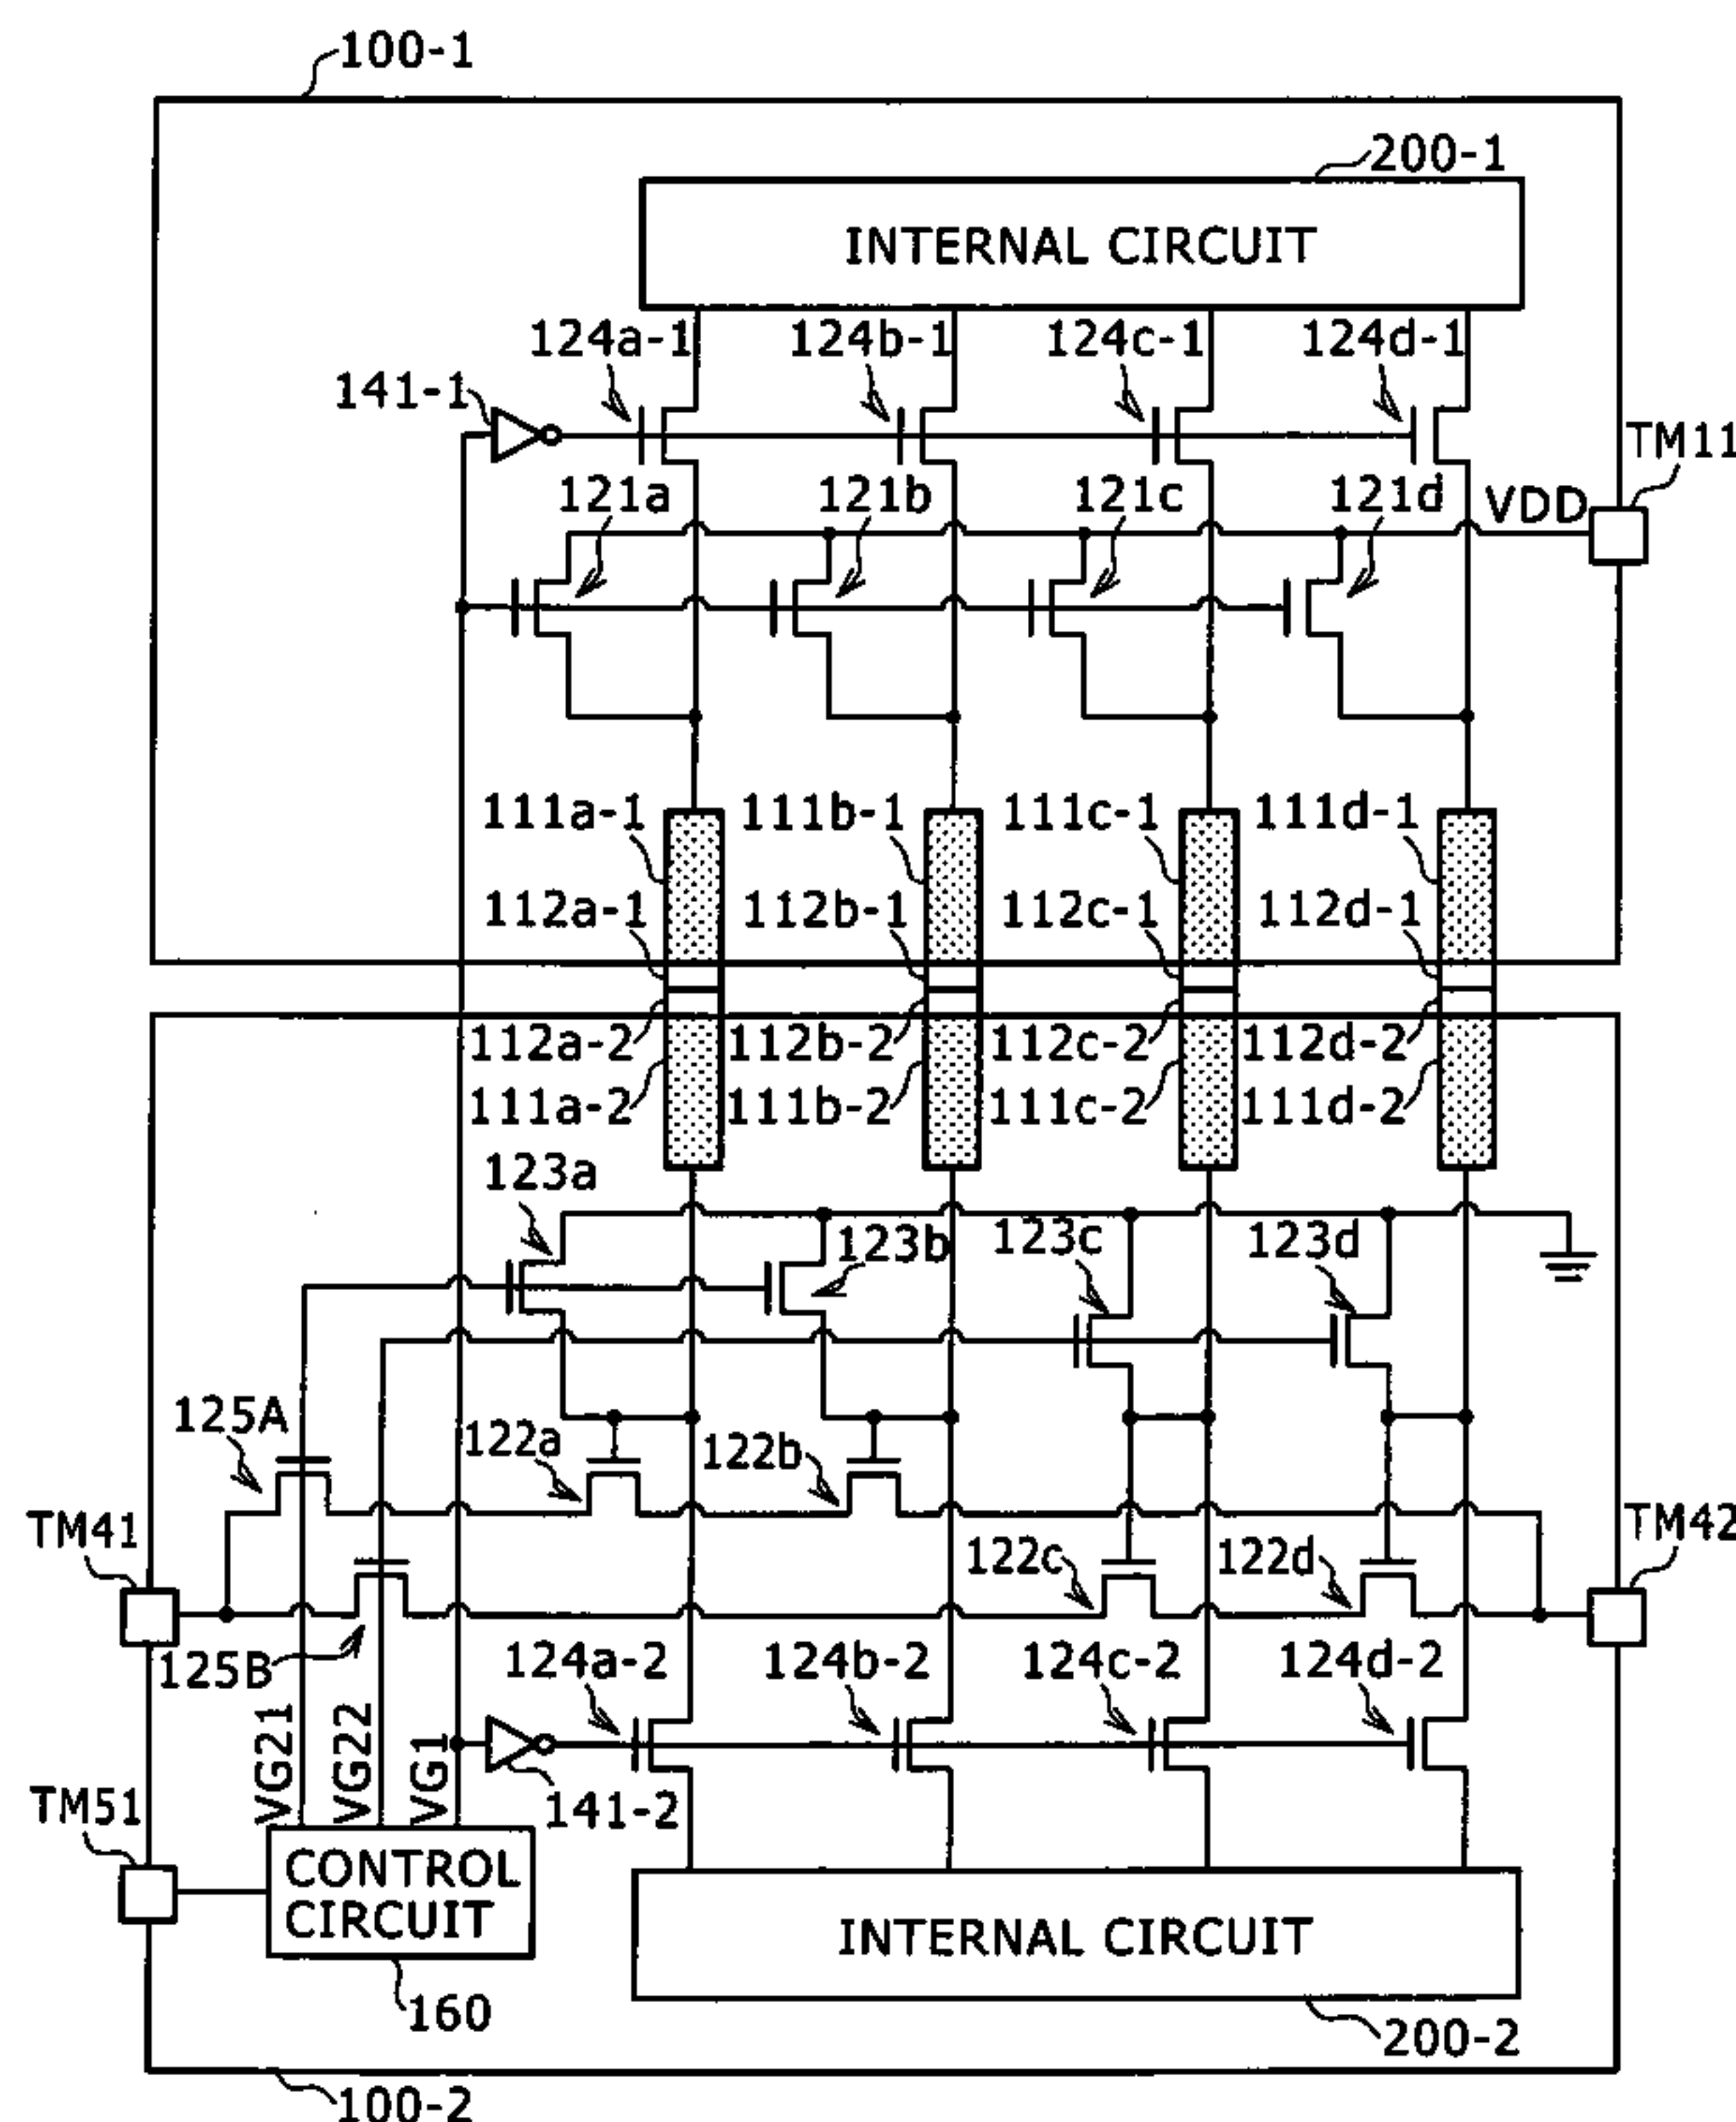 100-1
200-1
INTERNAL CIRCUIT
124a-1 124b-1 124c-1 124d-1
141-1
TM11
121a 121b 121c 121d VDD
111a-1 111b-1 111c-1 111d-1
112a-1 112b-1 112c-1 112d-1
112a-2 112b-2 112c-2 112d-2
111a-2 111b-2 111c-2 111d-2
123a
123b 123c 123d
125A 122a 122b
TM41 TM42
122c 122d
125B 124a-2 124b-2 124c-2 124d-2
VG21 VG22 VG1
TM51 141-2
CONTROL
CIRCUIT
INTERNAL CIRCUIT
160
200-2
100-2